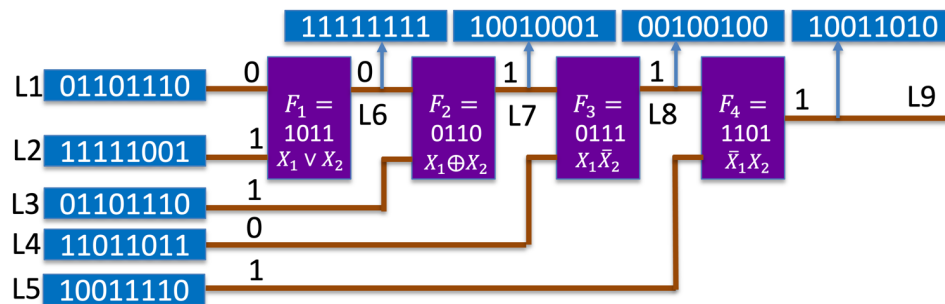 11111111 10010001 00100100 10011010
L1 01101110 0 0 1 1 1 L9
F₁ = 1011 X₁ ∨ X₂
L6
F₂ = 0110 X₁⊕X₂
L7
F₃ = 0111 X₁X̄₂
L8
F₄ = 1101 X̄₁X₂
L2 11111001 1
L3 01101110 1
L4 11011011 0
L5 10011110 1